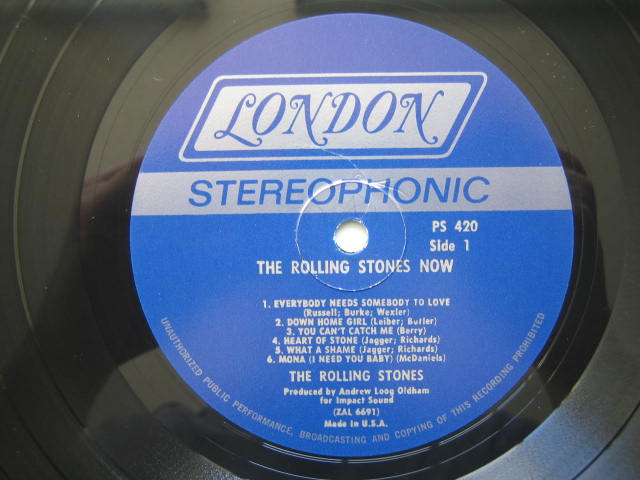 LONDON
STEREOPHONIC
PS 420
Side 1
THE ROLLING STONES NOW
1. EVERYBODY NEEDS SOMEBODY TO LOVE
(Russell; Burke; Wexler)
2. DOWN HOME GIRL (Leiber; Butler)
3. YOU CAN'T CATCH ME (Berry)
4. HEART OF STONE (Jagger; Richards)
5. WHAT A SHAME (Jagger; Richards)
6. MONA (I NEED YOU BABY) (McDaniels)
THE ROLLING STONES
Produced by Andrew Loog Oldham
for Impact Sound
(ZAL 6691)
Made in U.S.A.
UNAUTHORIZED PUBLIC PERFORMANCE, BROADCASTING AND COPYING OF THIS RECORDING PROHIBITED